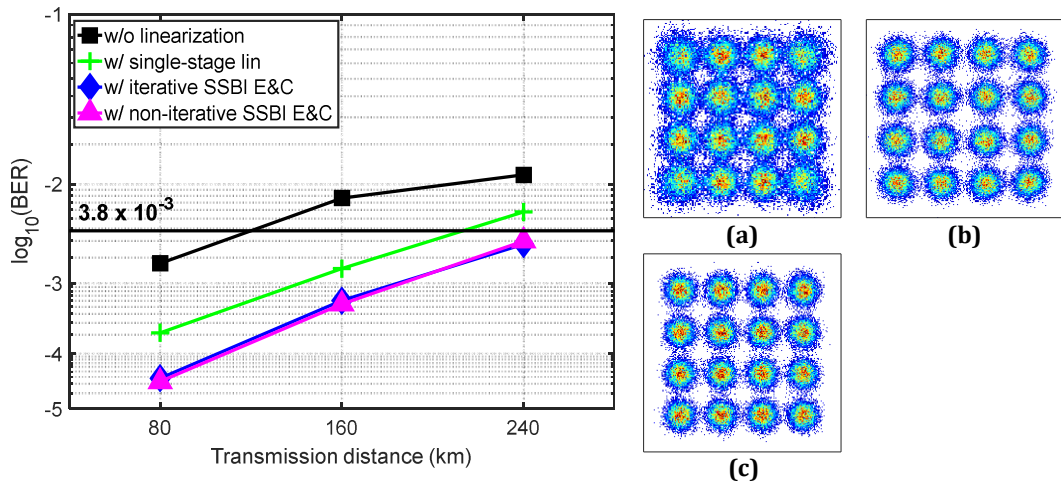 -1
w/o linearization
w/ single-stage lin
w/ iterative SSBI E&C
w/ non-iterative SSBI E&C
log10(BER)
-2
3.8 x 10^-3
-3
-4
-5
80
160
240
Transmission distance (km)
(a)
(b)
(c)